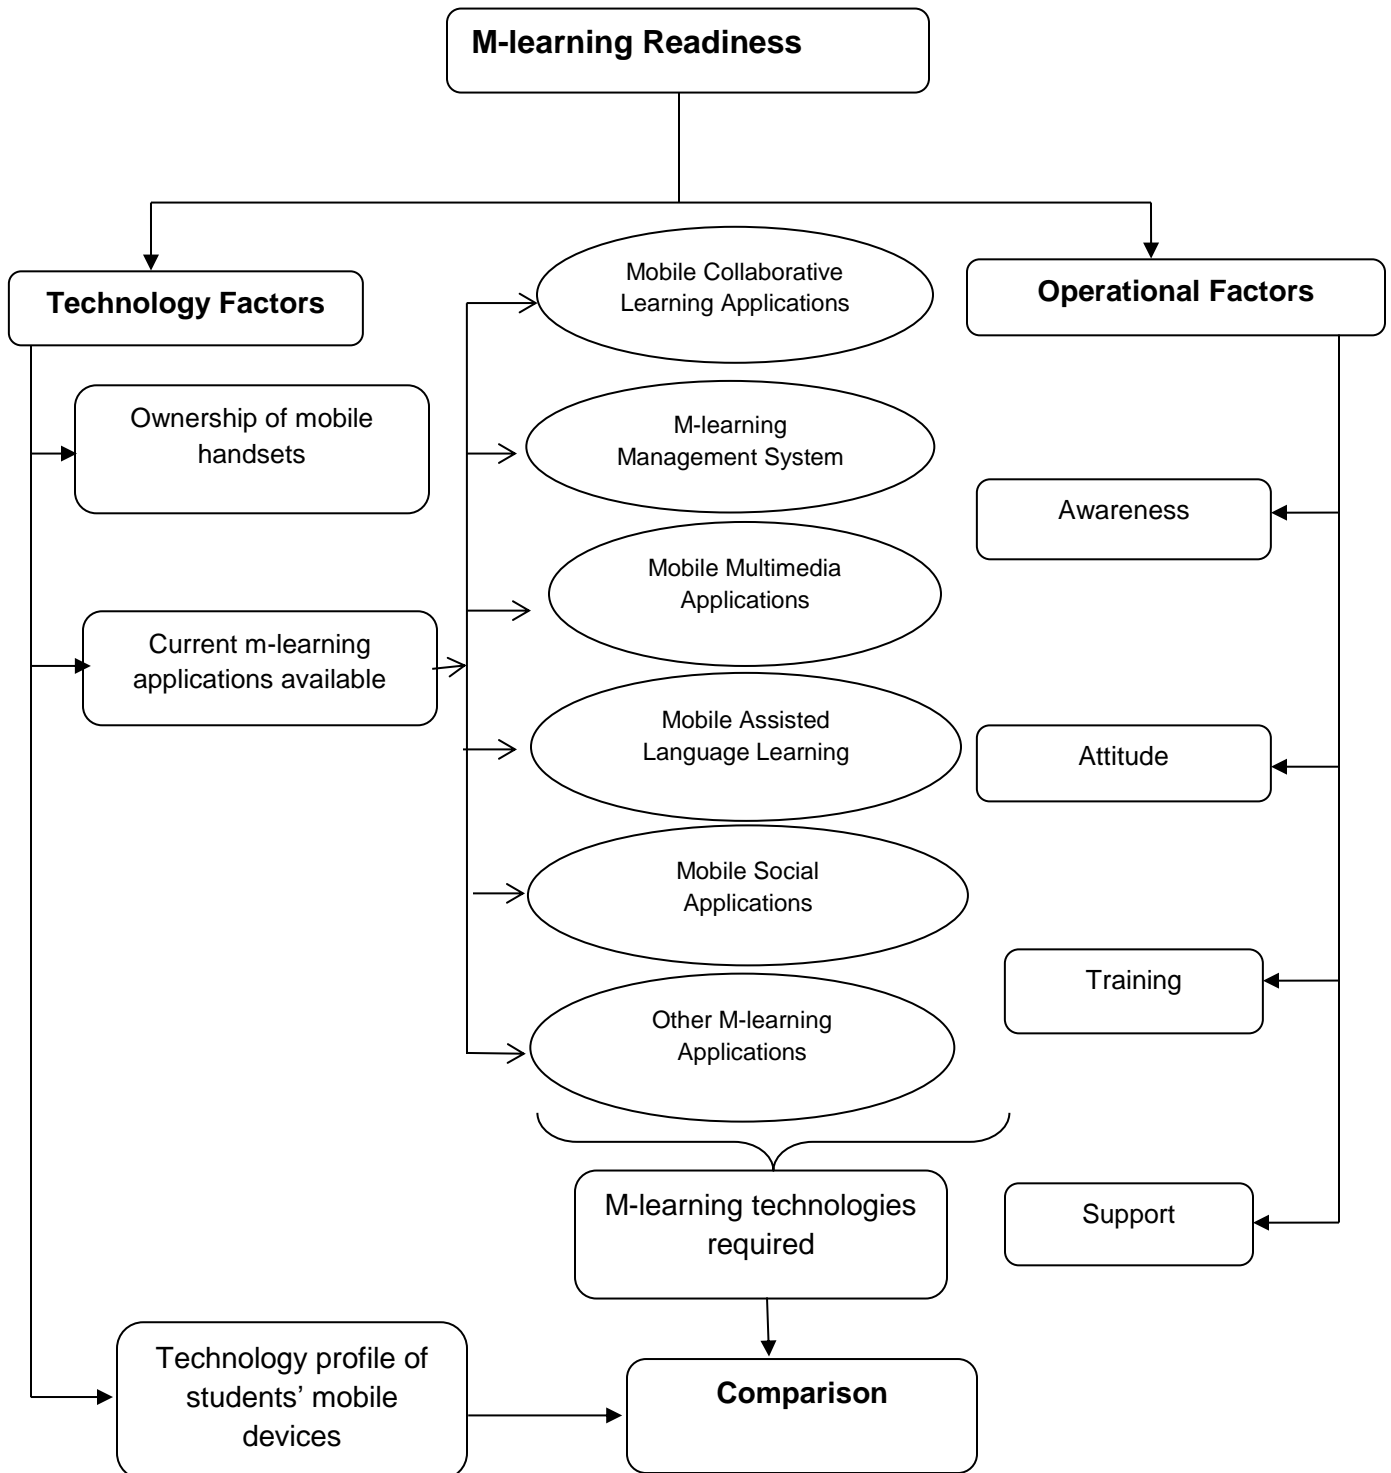 M-learning Readiness
Technology Factors
Ownership of mobile
handsets
Current m-learning
applications available
Mobile Collaborative
Learning Applications
M-learning
Management System
Mobile Multimedia
Applications
Mobile Assisted
Language Learning
Mobile Social
Applications
Other M-learning
Applications
M-learning technologies
required
Technology profile of
students’ mobile
devices
Comparison
Operational Factors
Awareness
Attitude
Training
Support